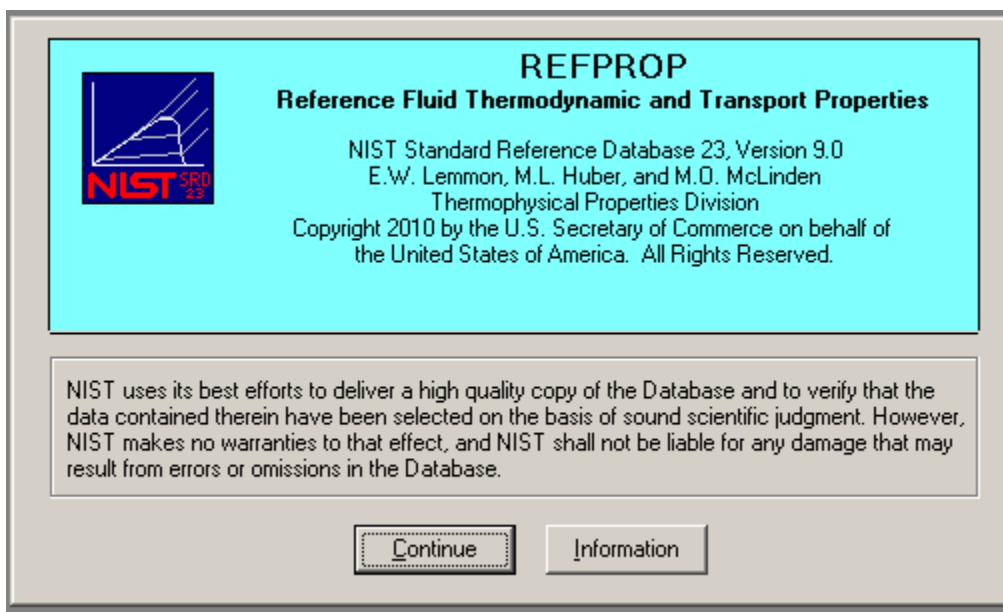 REFPROP
Reference Fluid Thermodynamic and Transport Properties
NIST SRD 23
NIST Standard Reference Database 23, Version 9.0
E.W. Lemmon, M.L. Huber, and M.O. McLinden
Thermophysical Properties Division
Copyright 2010 by the U.S. Secretary of Commerce on behalf of
the United States of America.  All Rights Reserved.
NIST uses its best efforts to deliver a high quality copy of the Database and to verify that the
data contained therein have been selected on the basis of sound scientific judgment. However,
NIST makes no warranties to that effect, and NIST shall not be liable for any damage that may
result from errors or omissions in the Database.
Continue
Information